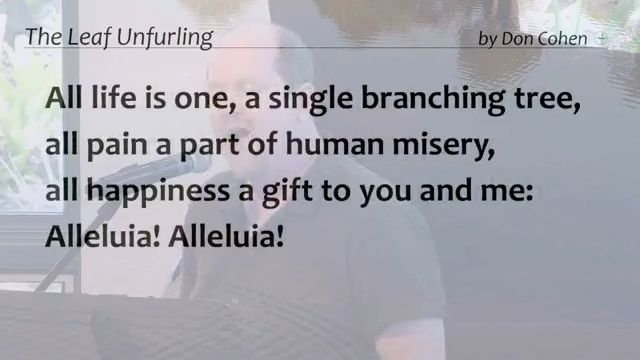 The Leaf Unfurling
by Don Cohen
All life is one, a single branching tree,
all pain a part of human misery,
all happiness a gift to you and me:
Alleluia! Alleluia!